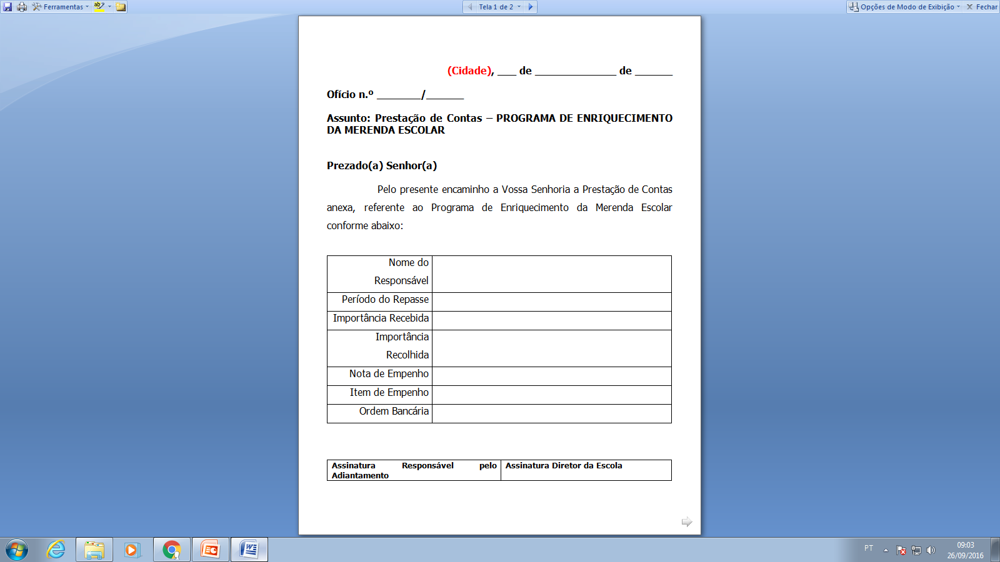 Ferramentas
Tela 1 de 2
Opções de Modo de Exibição
Fechar
(Cidade), ___ de _____________ de ______
Ofício n.º _______/______
Assunto: Prestação de Contas – PROGRAMA DE ENRIQUECIMENTO
DA MERENDA ESCOLAR
Prezado(a) Senhor(a)
Pelo presente encaminho a Vossa Senhoria a Prestação de Contas
anexa, referente ao Programa de Enriquecimento da Merenda Escolar
conforme abaixo:
Nome do
Responsável
Período do Repasse
Importância Recebida
Importância
Recolhida
Nota de Empenho
Item de Empenho
Ordem Bancária
Assinatura Responsável pelo
Adiantamento
Assinatura Diretor da Escola
PT
09:03
26/09/2016